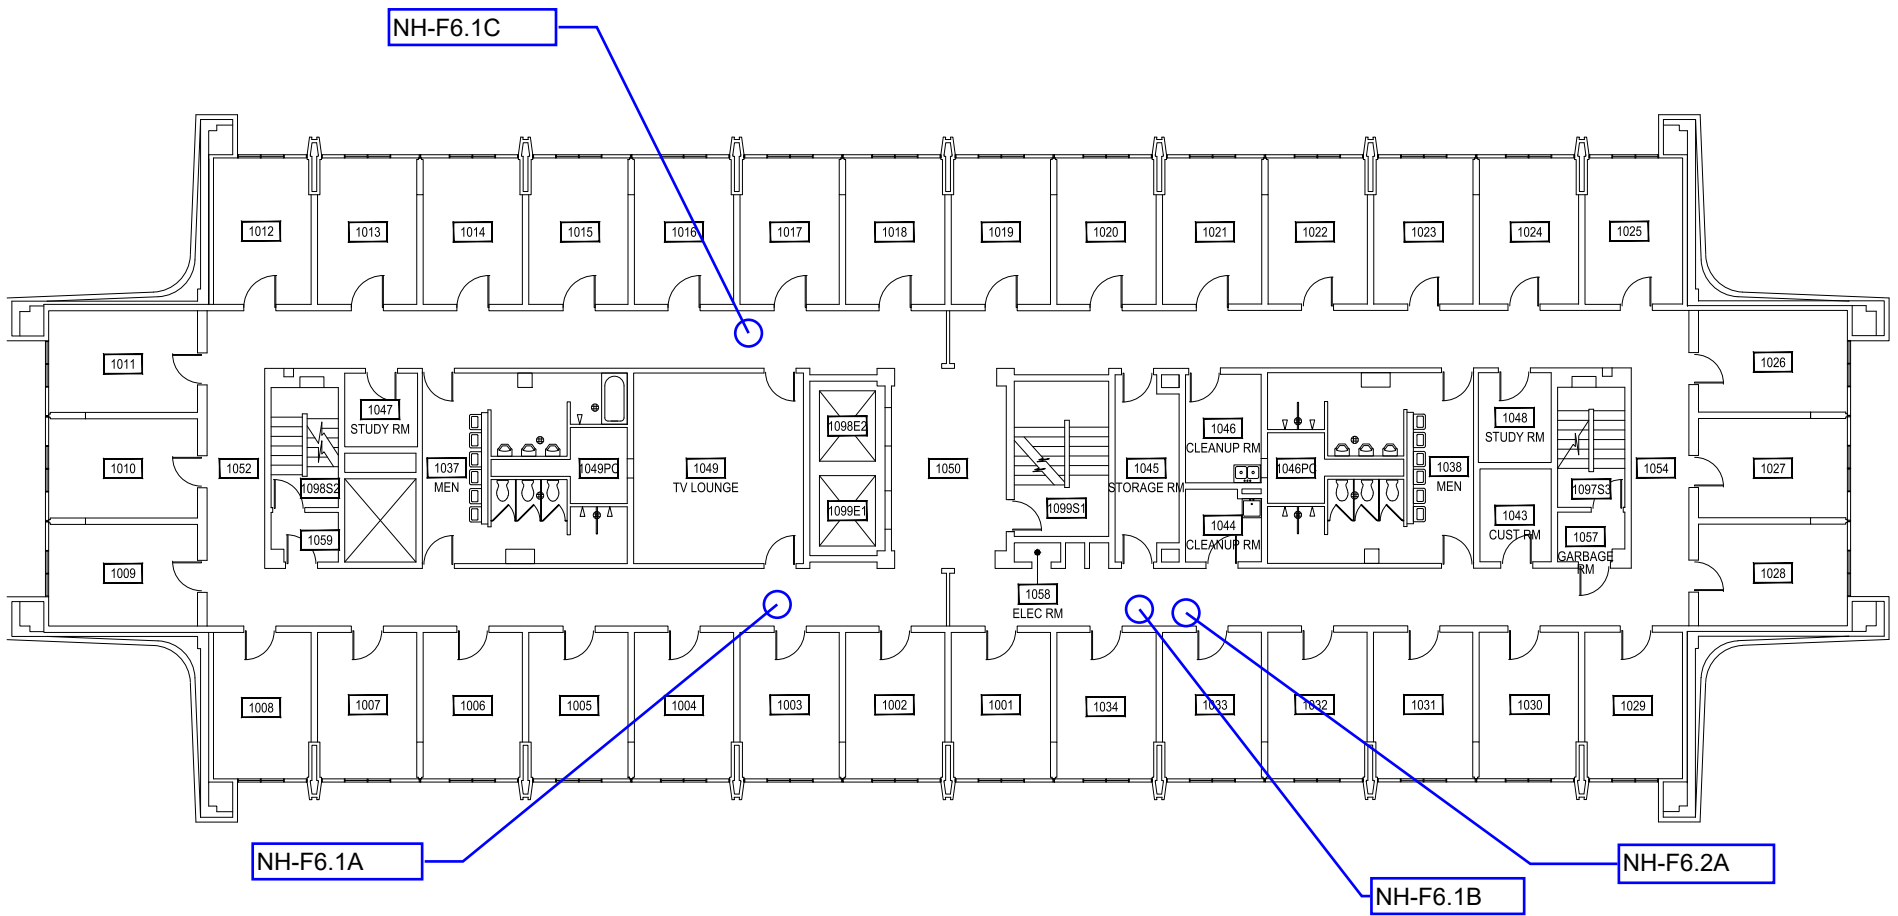 NH-F6.1C
1012
1013
1014
1015
1016
1017
1018
1019
1020
1021
1022
1023
1024
1025
1011
1026
1047
STUDY RM
1098E2
1046
CLEANUP RM
1048
STUDY RM
1010
1052
1037
MEN
1049PC
1049
TV LOUNGE
1050
1045
STORAGE RM
1046PC
1038
MEN
1054
1027
1098S2
1099E1
1099S1
1097S3
1059
1044
CLEANUP RM
1043
CUST RM
1057
GARBAGE
RM
1009
1028
1058
ELEC RM
1008
1007
1006
1005
1004
1003
1002
1001
1034
1033
1032
1031
1030
1029
NH-F6.1A
NH-F6.2A
NH-F6.1B